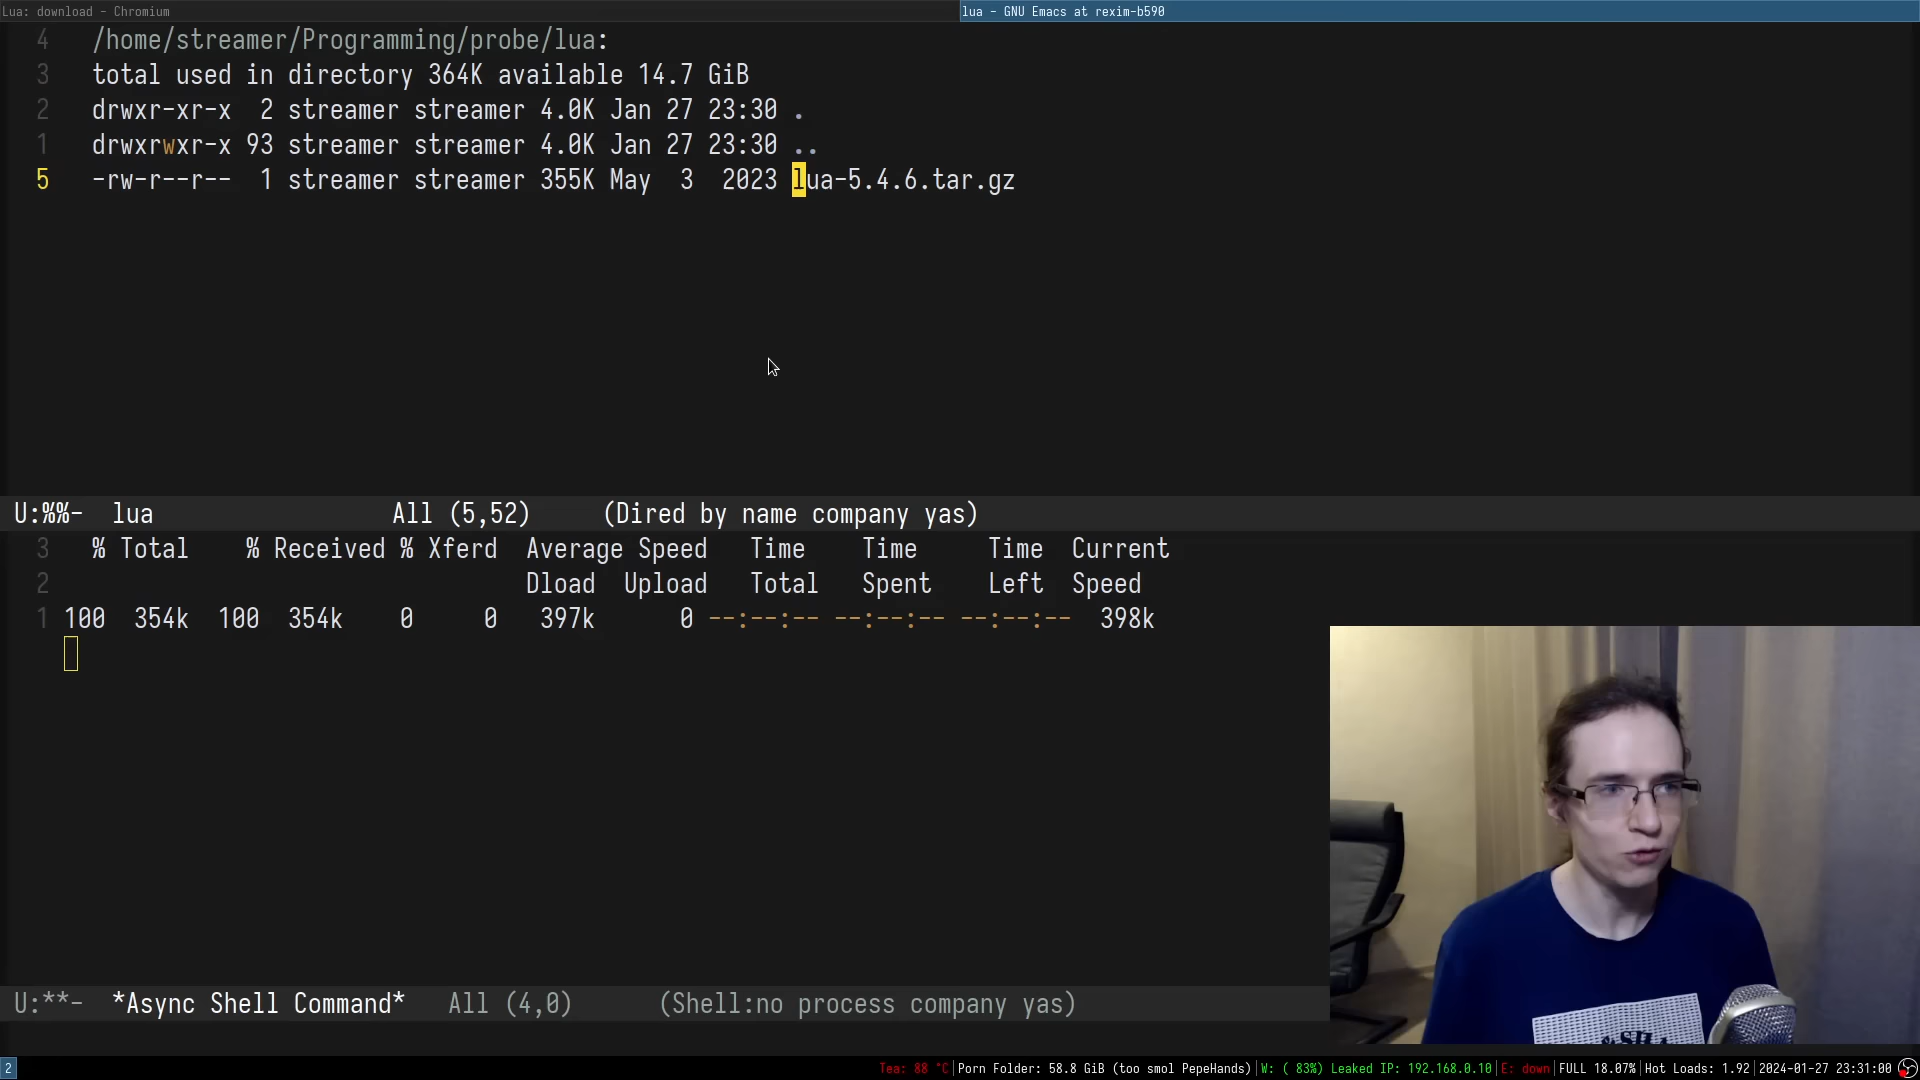 Lua: download - Chromium
lua - GNU Emacs at rexim-b590
4 /home/streamer/Programming/probe/lua:
3 total used in directory 364K available 14.7 GiB
2 drwxr-xr-x 2 streamer streamer 4.0K Jan 27 23:30 .
1 drwxrwxr-x 93 streamer streamer 4.0K Jan 27 23:30 ..
5 -rw-r--r-- 1 streamer streamer 355K May 3 2023 lua-5.4.6.tar.gz
U:%%- lua All (5,52) (Dired by name company yas)
3 % Total % Received % Xferd Average Speed Time Time Time Current
2 Dload Upload Total Spent Left Speed
1 100 354k 100 354k 0 0 397k 0 --:--:-- --:--:-- --:--:-- 398k
U:**- *Async Shell Command* All (4,0) (Shell:no process company yas)
2 Tea: 88 °C|Porn Folder: 58.8 GiB (too smol PepeHands)|W: ( 83%) Leaked IP: 192.168.0.10|E: down|FULL 18.07%|Hot Loads: 1.92|2024-01-27 23:31:00